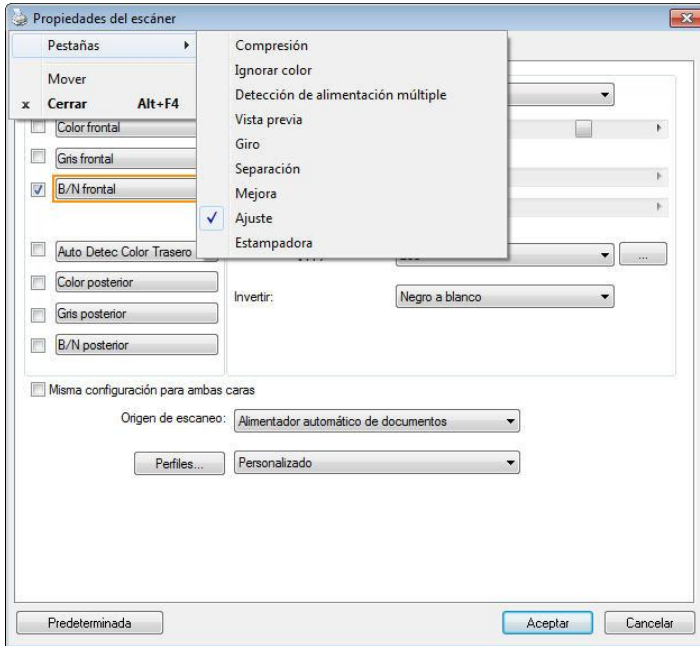 Propiedades del escáner
Pestañas
Mover
x Cerrar Alt+F4
Compresión
Ignorar color
Detección de alimentación múltiple
Vista previa
Giro
Separación
Mejora
Ajuste
Estampadora
Color frontal
Gris frontal
B/N frontal
Auto Detec Color Trasero
Color posterior
Gris posterior
B/N posterior
...
Invertir:
Negro a blanco
Misma configuración para ambas caras
Origen de escaneo:
Alimentador automático de documentos
Perfiles...
Personalizado
Predeterminada
Aceptar
Cancelar